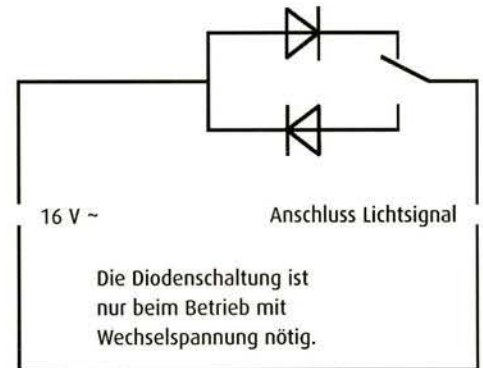 16 V ~
Anschluss Lichtsignal
Die Diodenschaltung ist
nur beim Betrieb mit
Wechselspannung nötig.